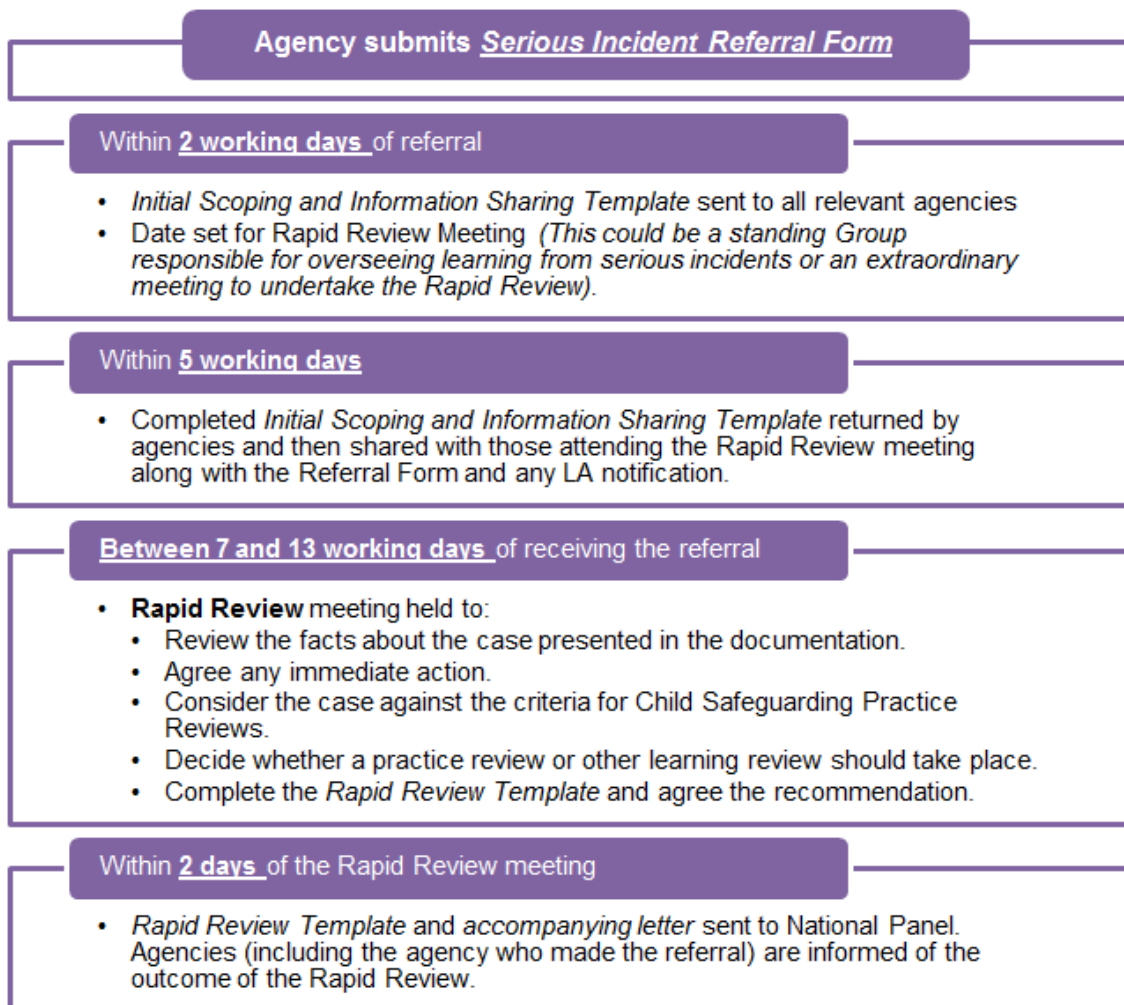 Agency submits Serious Incident Referral Form
Within 2 working days of referral
• Initial Scoping and Information Sharing Template sent to all relevant agencies
• Date set for Rapid Review Meeting (This could be a standing Group
responsible for overseeing learning from serious incidents or an extraordinary
meeting to undertake the Rapid Review).
Within 5 working days
• Completed Initial Scoping and Information Sharing Template returned by
agencies and then shared with those attending the Rapid Review meeting
along with the Referral Form and any LA notification.
Between 7 and 13 working days of receiving the referral
• Rapid Review meeting held to:
• Review the facts about the case presented in the documentation.
• Agree any immediate action.
• Consider the case against the criteria for Child Safeguarding Practice
Reviews.
• Decide whether a practice review or other learning review should take place.
• Complete the Rapid Review Template and agree the recommendation.
Within 2 days of the Rapid Review meeting
• Rapid Review Template and accompanying letter sent to National Panel.
Agencies (including the agency who made the referral) are informed of the
outcome of the Rapid Review.